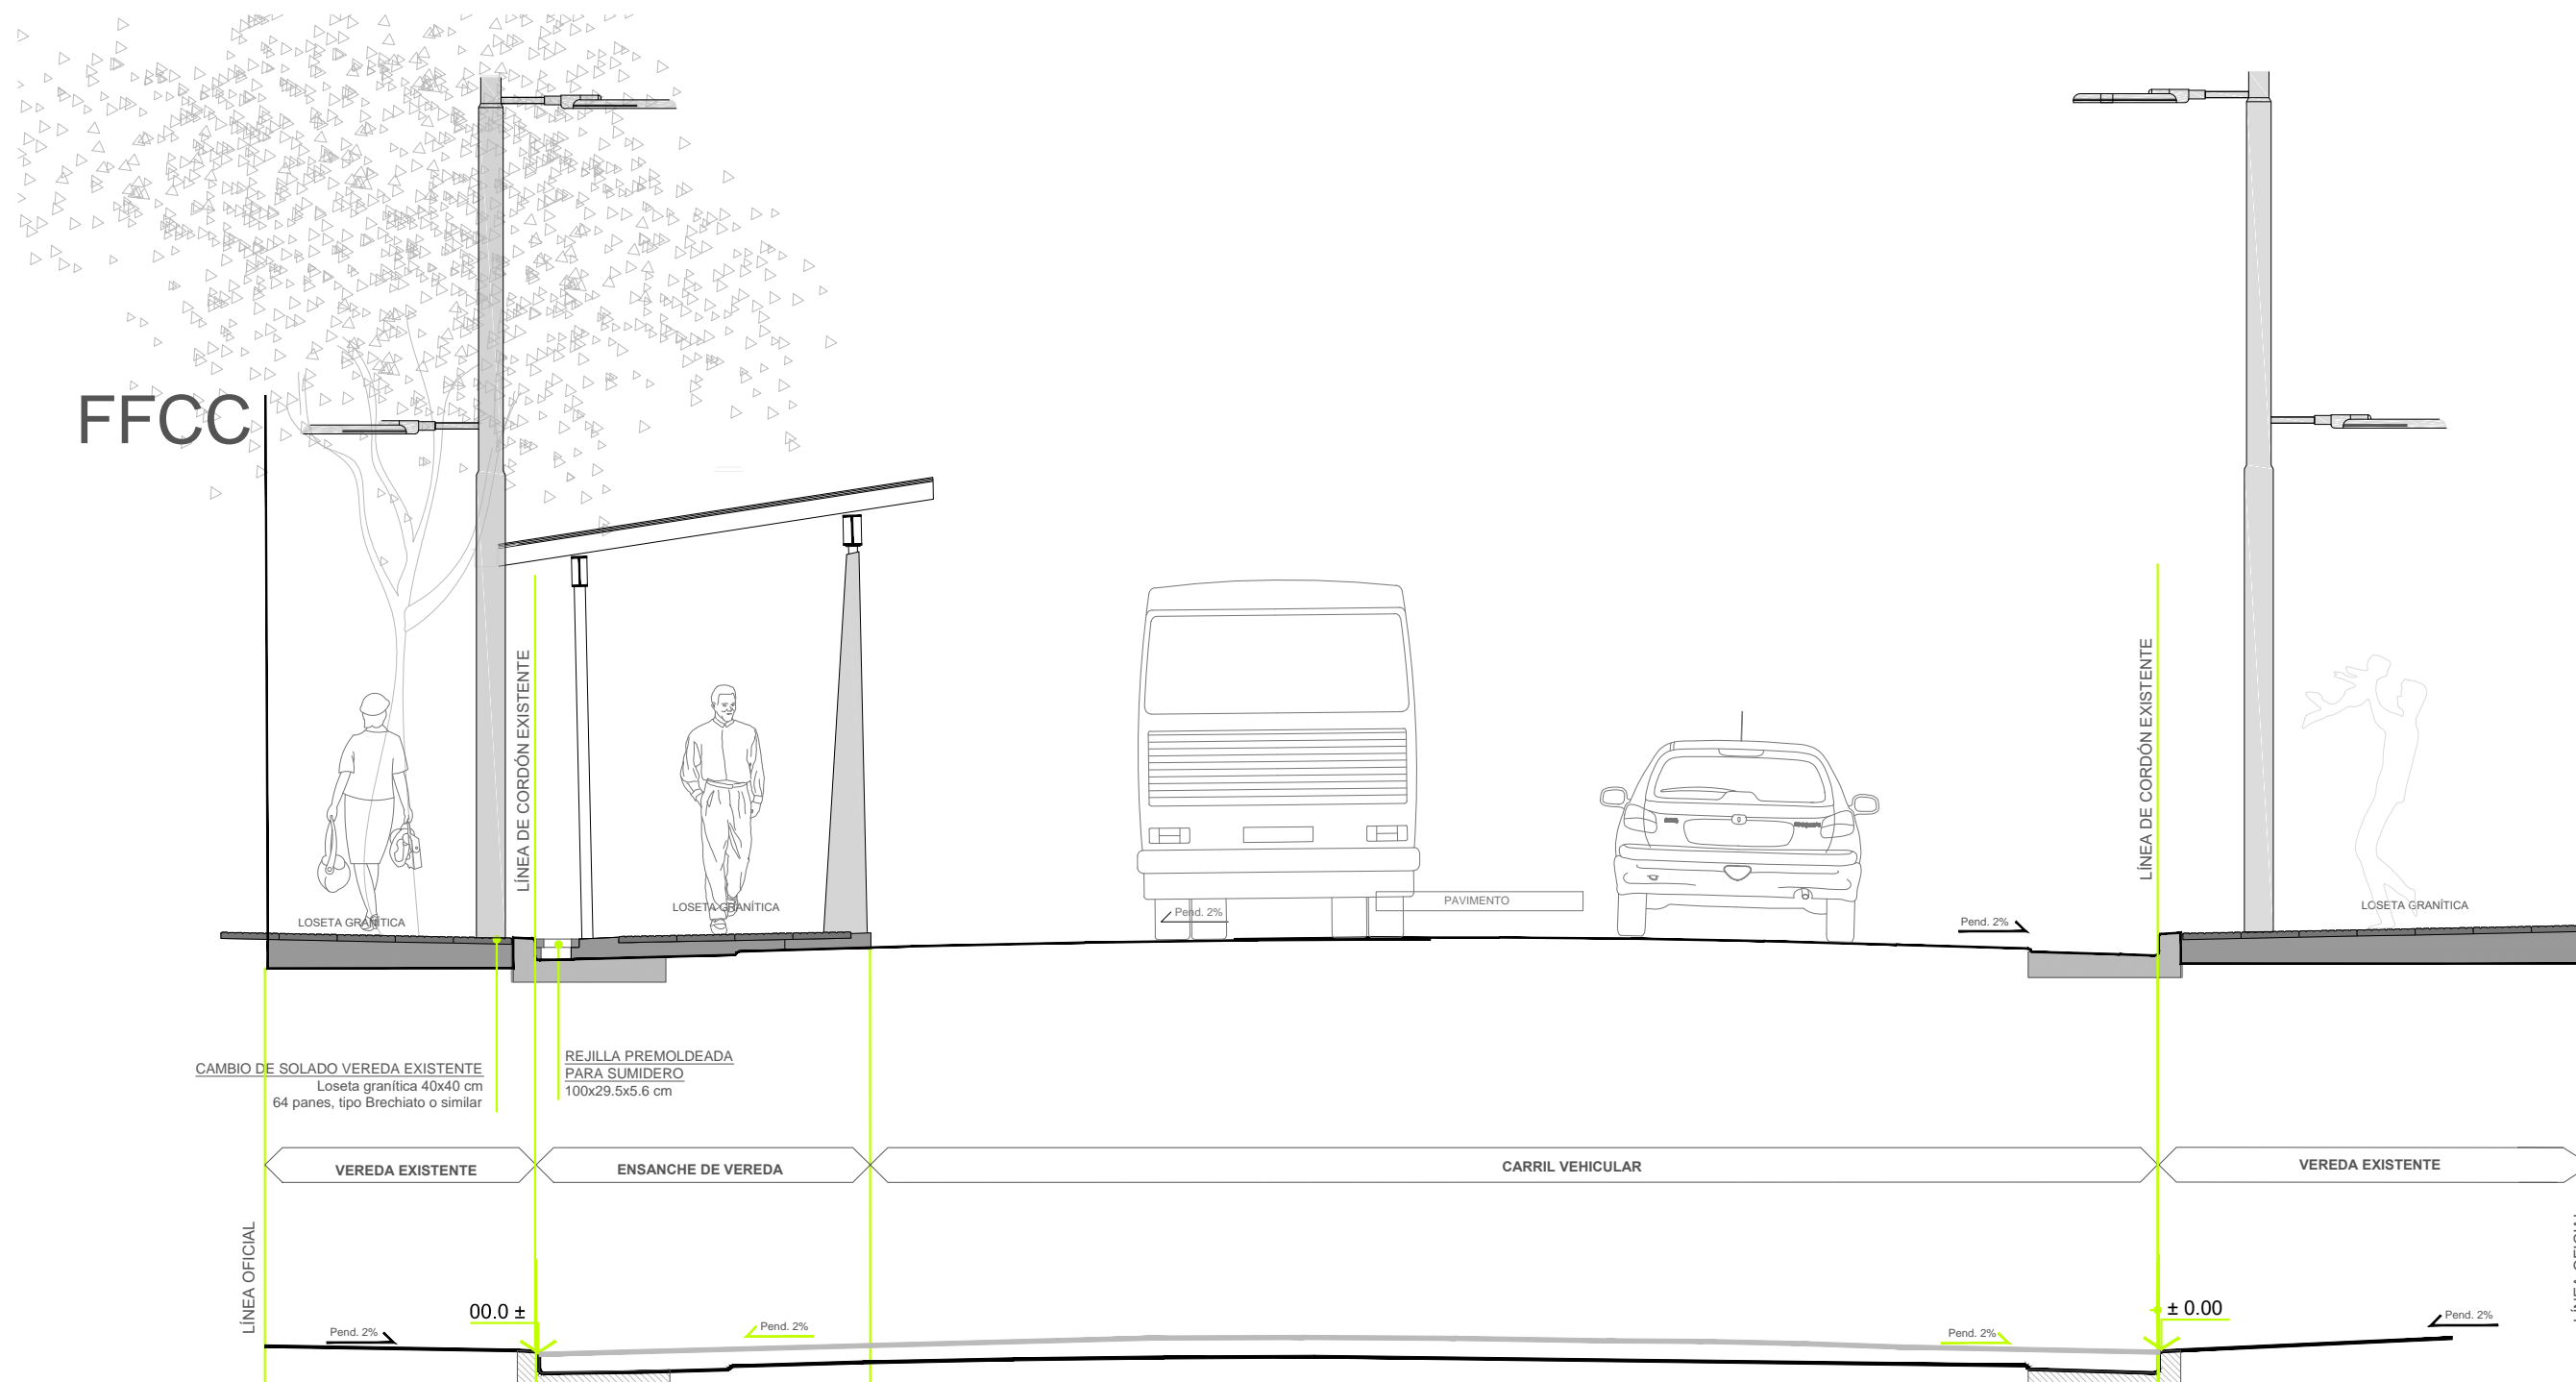 FFCC
LÍNEA DE CORDÓN EXISTENTE
LÍNEA DE CORDÓN EXISTENTE
LOSETA GRANÍTICA
LOSETA GRANÍTICA
Pend. 2%
PAVIMENTO
Pend. 2%
LOSETA GRANÍTICA
CAMBIO DE SOLADO VEREDA EXISTENTE
Loseta granítica 40x40 cm
64 panes, tipo Brechiato o similar
REJILLA PREMOLDEADA
PARA SUMIDERO
100x29.5x5.6 cm
VEREDA EXISTENTE
ENSANCHE DE VEREDA
CARRIL VEHICULAR
VEREDA EXISTENTE
LÍNEA OFICIAL
00.0 ±
± 0.00
Pend. 2%
Pend. 2%
Pend. 2%
Pend. 2%